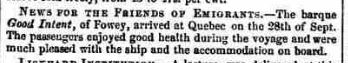 NEWS FOR THE FRIENDS OF EMIGRANTS.—The barque
Good Intent, of Fowey, arrived at Quebec on the 28th of Sept.
The passengers enjoyed good health during the voyage and were
much pleased with the ship and the accommodation on board.